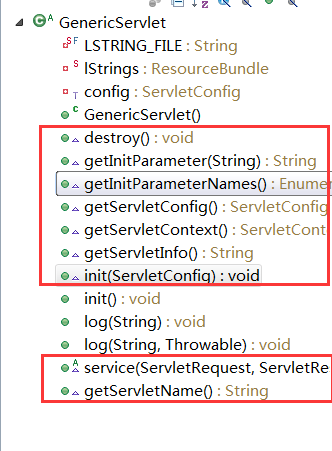 GenericServlet
LSTRING_FILE : String
lStrings : ResourceBundle
config : ServletConfig
GenericServlet()
destroy() : void
getInitParameter(String) : String
getInitParameterNames() : Enumer
getServletConfig() : ServletConfig
getServletContext() : ServletCont
getServletInfo() : String
init(ServletConfig) : void
init() : void
log(String) : void
log(String, Throwable) : void
service(ServletRequest, ServletRe
getServletName() : String